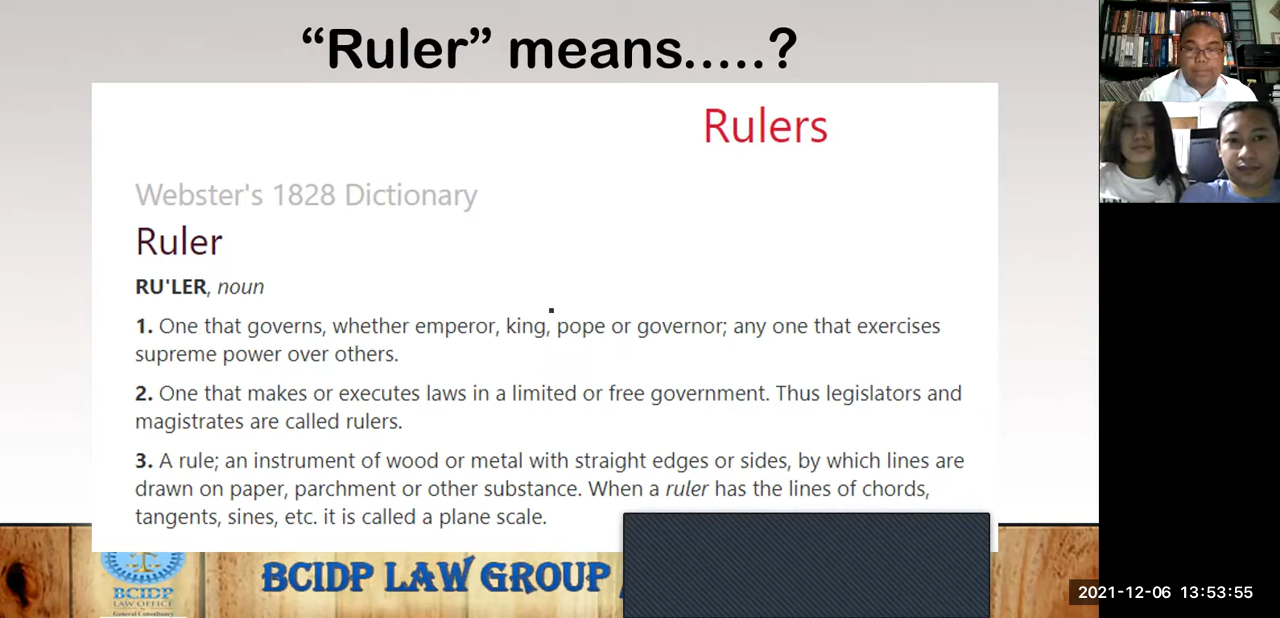 “Ruler” means.....?
Rulers
Webster's 1828 Dictionary
Ruler
RU'LER, noun
1. One that governs, whether emperor, king, pope or governor; any one that exercises
supreme power over others.
2. One that makes or executes laws in a limited or free government. Thus legislators and
magistrates are called rulers.
3. A rule; an instrument of wood or metal with straight edges or sides, by which lines are
drawn on paper, parchment or other substance. When a ruler has the lines of chords,
tangents, sines, etc. it is called a plane scale.
BCIDP
LAW OFFICE
General Consultancy
BCIDP LAW GROUP
2021-12-06 13:53:55